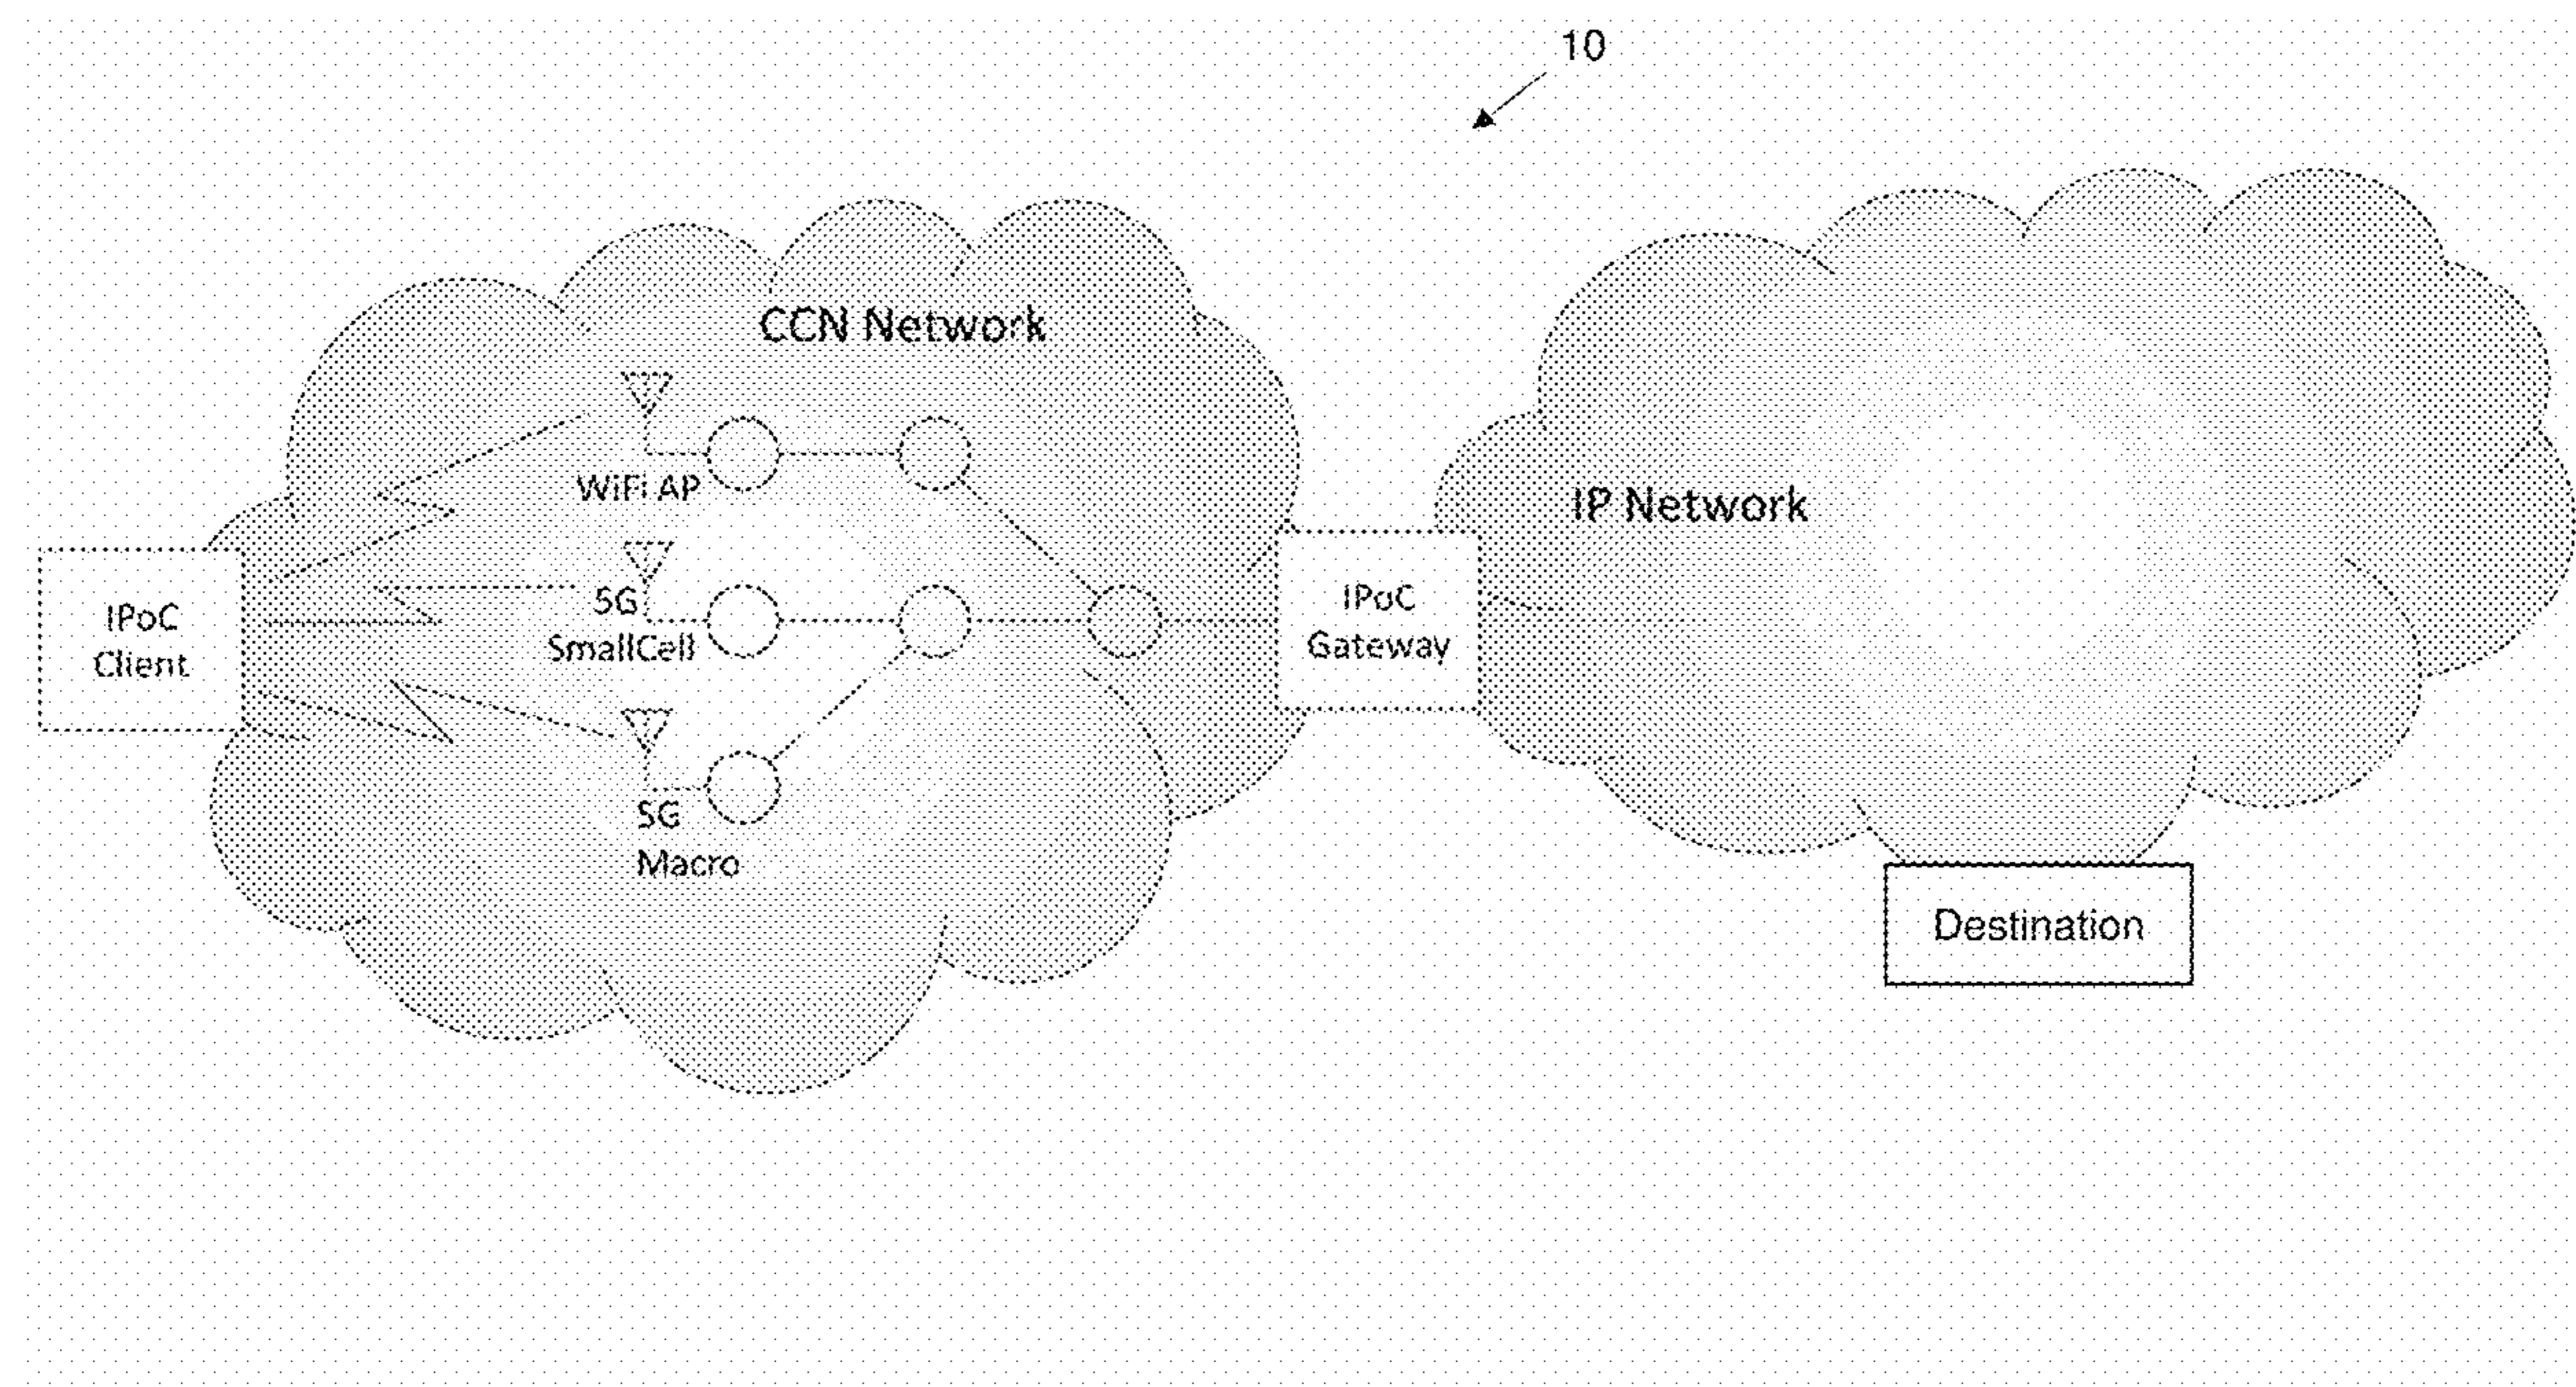 10
CCN Network
WiFi AP
IP Network
IPoC
Client
5G
SmallCell
IPoC
Gateway
5G
Macro
Destination